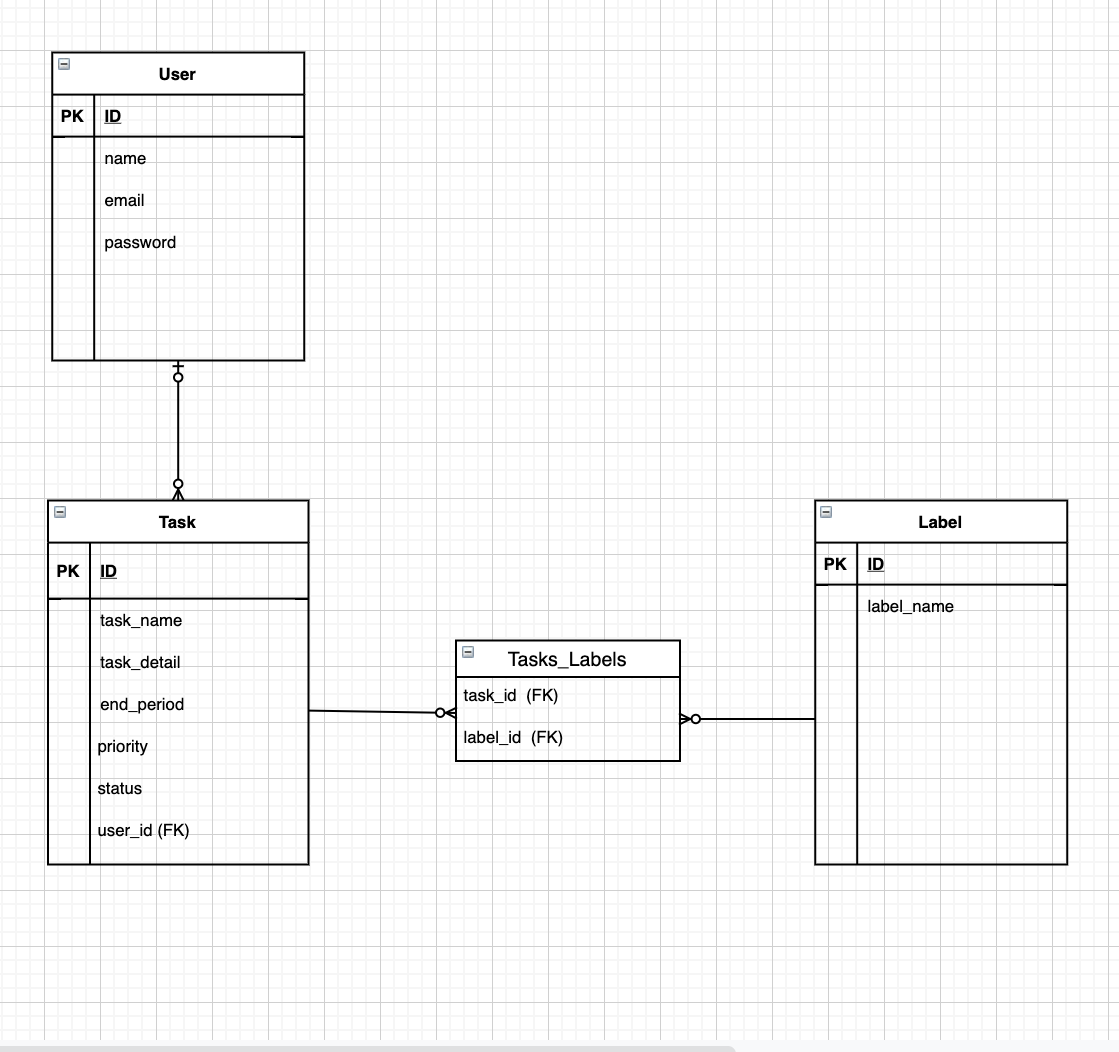 User
PK ID
name
email
password
Task
PK ID
task_name
task_detail
end_period
priority
status
user_id (FK)
Tasks_Labels
task_id (FK)
label_id (FK)
Label
PK ID
label_name